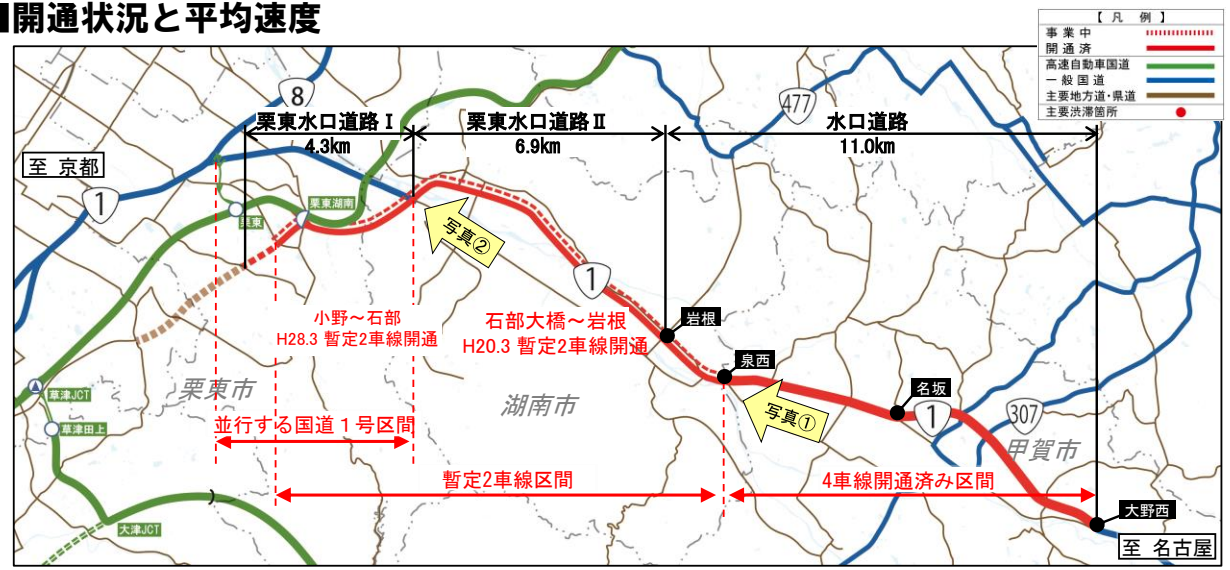 ■開通状況と平均速度
【 凡 例 】
事 業 中
開 通 済
高速自動車国道
一 般 国 道
主要地方道・県道
主要渋滞箇所
8
477
栗東水口道路Ⅰ
4.3km
栗東水口道路Ⅱ
6.9km
水口道路
11.0km
至 京都
1
栗東湖南
栗東
写真②
1
小野～石部
H28.3 暫定2車線開通
石部大橋～岩根
H20.3 暫定2車線開通
岩根
泉西
名坂
写真①
1
307
草津JCT
栗東市
湖南市
甲賀市
草津田上
並行する国道１号区間
暫定2車線区間
4車線開通済み区間
大野西
大津JCT
至 名古屋